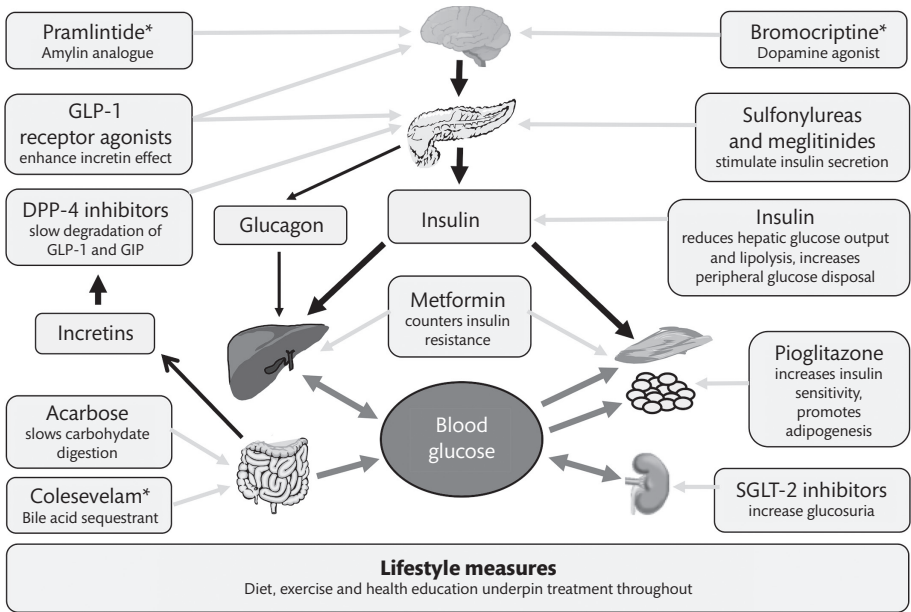 Pramlintide*
Amylin analogue
Bromocriptine*
Dopamine agonist
GLP-1
receptor agonists
enhance incretin effect
Sulfonylureas
and meglitinides
stimulate insulin secretion
DPP-4 inhibitors
slow degradation of
GLP-1 and GIP
Glucagon
Insulin
Insulin
reduces hepatic glucose output
and lipolysis, increases
peripheral glucose disposal
Incretins
Metformin
counters insulin
resistance
Pioglitazone
increases insulin
sensitivity,
promotes
adipogenesis
Acarbose
slows carbohydate
digestion
Blood
glucose
Colesevelam*
Bile acid sequestrant
SGLT-2 inhibitors
increase glucosuria
Lifestyle measures
Diet, exercise and health education underpin treatment throughout